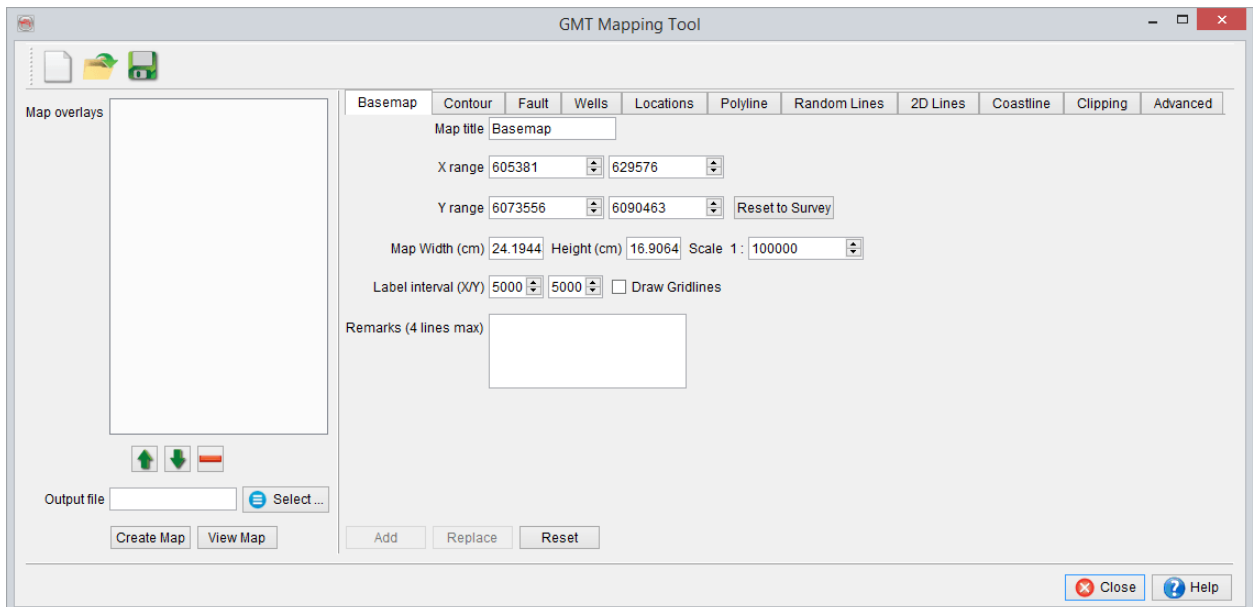 GMT Mapping Tool
Map overlays
Basemap Contour Fault Wells Locations Polyline Random Lines 2D Lines Coastline Clipping Advanced
Map title Basemap
X range 605381 629576
Y range 6073556 6090463 Reset to Survey
Map Width (cm) 24.1944 Height (cm) 16.9064 Scale 1 : 100000
Label interval (X/Y) 5000 5000 Draw Gridlines
Remarks (4 lines max)
Output file Select ...
Create Map View Map
Add Replace Reset
Close Help